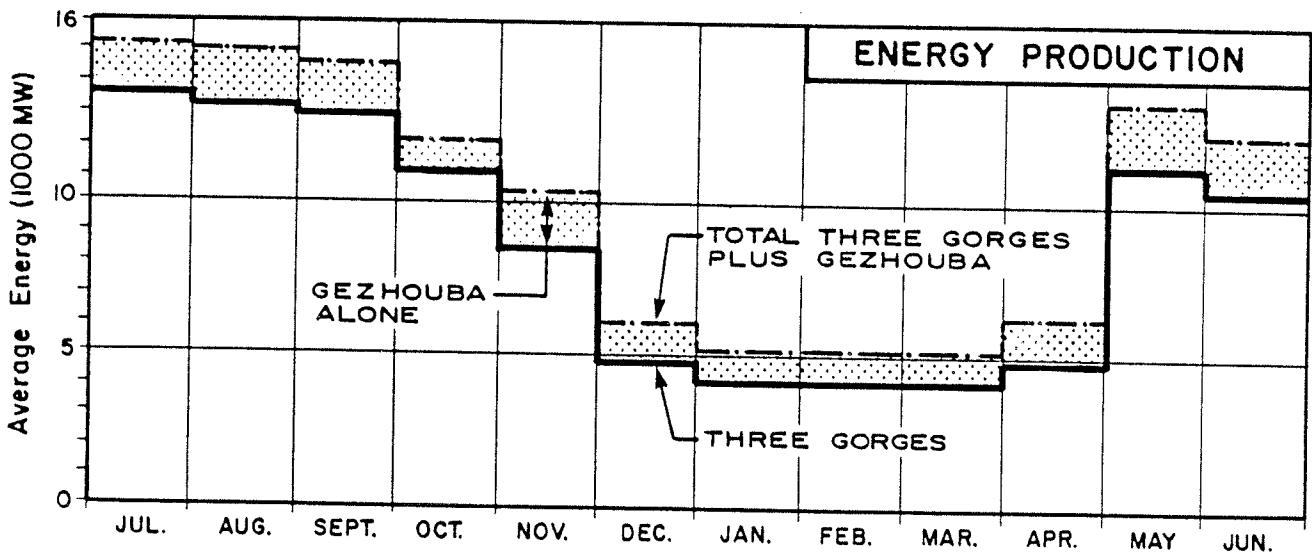 ENERGY PRODUCTION
Average Energy (1000 MW)
16
10
5
0
TOTAL THREE GORGES
PLUS GEZHOUBA
GEZHOUBA
ALONE
THREE GORGES
JUL. AUG. SEPT. OCT. NOV. DEC. JAN. FEB. MAR. APR. MAY JUN.